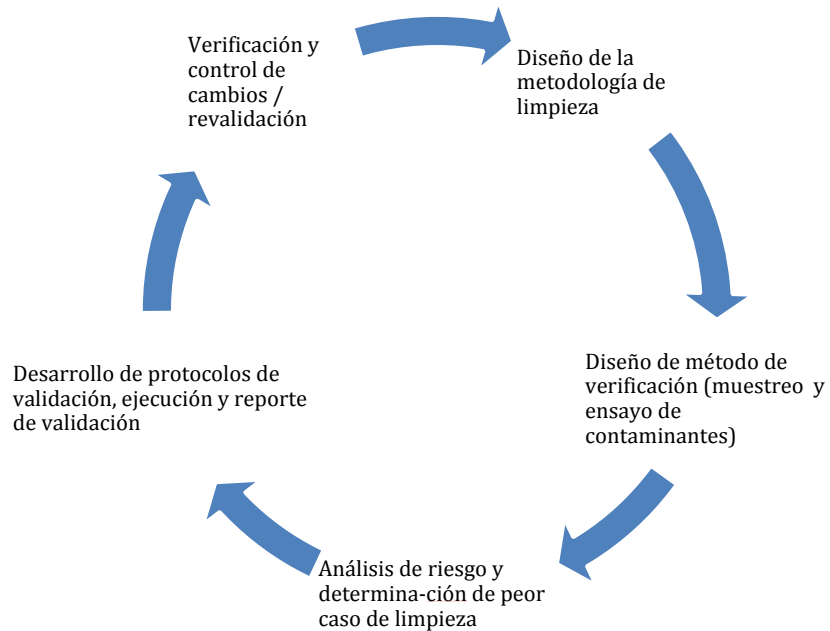 Verificación y
control de
cambios /
revalidación
Diseño de la
metodología de
limpieza
Diseño de método de
verificación (muestreo y
ensayo de
contaminantes)
Análisis de riesgo y
determina-ción de peor
caso de limpieza
Desarrollo de protocolos de
validación, ejecución y reporte
de validación